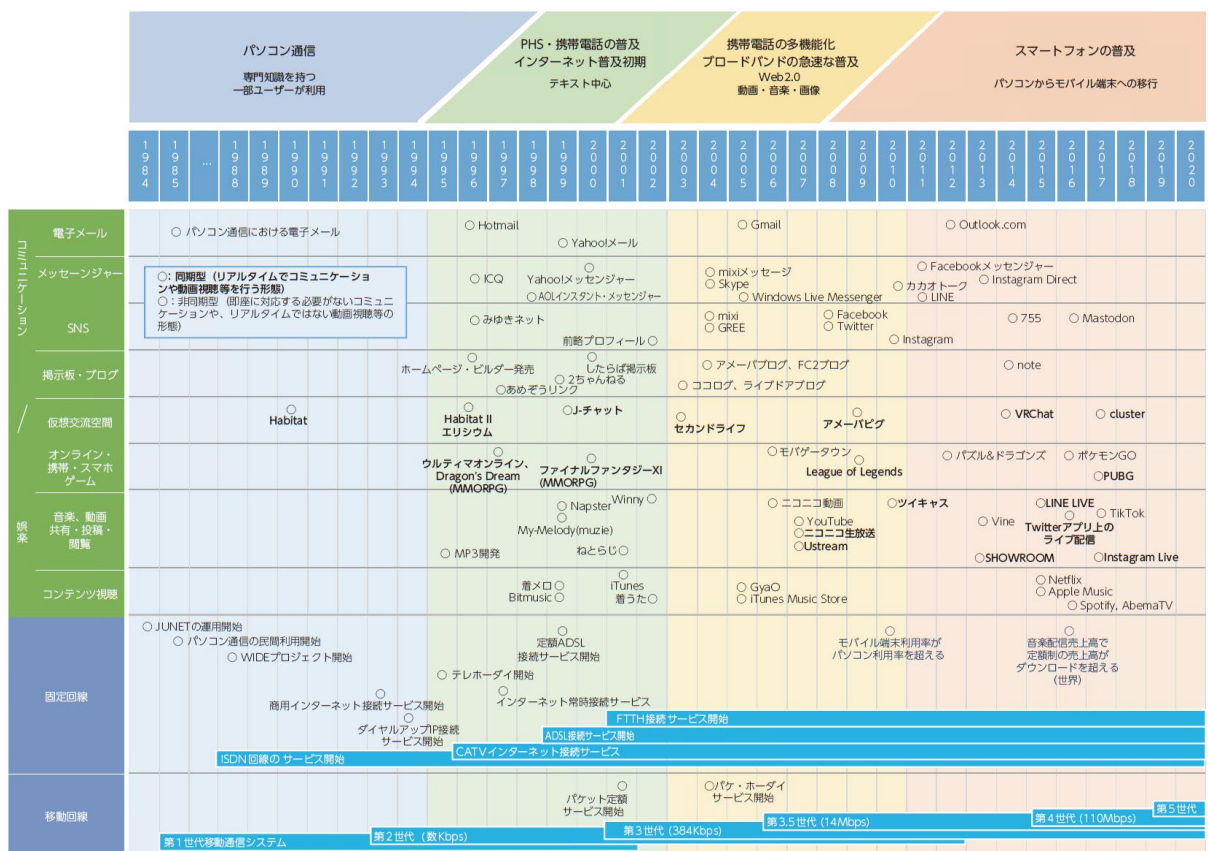 パソコン通信
専門知識を持つ
一部ユーザーが利用
PHS・携帯電話の普及
インターネット普及初期
テキスト中心
携帯電話の多機能化
ブロードバンドの急速な普及
Web2.0
動画・音楽・画像
スマートフォンの普及
パソコンからモバイル端末への移行
1984 1985 … 1988 1989 1990 1991 1992 1993 1994 1995 1996 1997 1998 1999 2000 2001 2002 2003 2004 2005 2006 2007 2008 2009 2010 2011 2012 2013 2014 2015 2016 2017 2018 2019 2020
コミュニケーション
電子メール
○ パソコン通信における電子メール
○ Hotmail
○ Yahoo!メール
○ Gmail
○ Outlook.com
メッセーンジャー
○：同期型（リアルタイムでコミュニケーショ
ンや動画視聴等を行う形態）
○：非同期型（即座に対応する必要がないコミュニ
ケーションや、リアルタイムではない動画視聴等の
形態）
○ ICQ
Yahoo!メッセンジャー
○ AOLインスタント・メッセンジャー
○ mixiメッセージ
○ Skype
○ Windows Live Messenger
○ Facebookメッセンジャー
○ カカオトーク
○ LINE
○ Instagram Direct
SNS
○ みゆきネット
前略プロフィール ○
○ mixi
○ GREE
○ Facebook
○ Twitter
○ Instagram
○ 755
○ Mastodon
掲示板・ブログ
ホームページ・ビルダー発売
○ あめぞうリンク
したらば掲示板
○ 2ちゃんねる
○ アメーバブログ、FC2ブログ
○ ココログ、ライブドアブログ
○ note
仮想交流空間
Habitat
Habitat II
エリシウム
○J-チャット
セカンドライフ
アメーバピグ
○ VRChat
○ cluster
娯楽
オンライン・
携帯・スマホ
ゲーム
ウルティマオンライン、
Dragon's Dream
(MMORPG)
ファイナルファンタジーXI
(MMORPG)
○ モバゲータウン
League of Legends
○ パズル&ドラゴンズ
○ ポケモンGO
○PUBG
音楽、動画
共有・投稿・
閲覧
○ MP3開発
○ Napster
Winny ○
My-Melody(muzie)
ねとらじ○
○ ニコニコ動画
○ YouTube
○ニコニコ生放送
○Ustream
○ツイキャス
○ Vine
○SHOWROOM
○LINE LIVE
Twitterアプリ上の
ライブ配信
○ TikTok
○Instagram Live
コンテンツ視聴
着メロ○
Bitmusic○
iTunes
着うた○
○ GyaO
○ iTunes Music Store
○ Netflix
○ Apple Music
○ Spotify, AbemaTV
固定回線
○ JUNETの運用開始
○ パソコン通信の民間利用開始
○ WIDEプロジェクト開始
商用インターネット接続サービス開始
ダイヤルアップIP接続
サービス開始
○ テレホーダイ開始
インターネット常時接続サービス
定額ADSL
接続サービス開始
モバイル端末利用率が
パソコン利用率を超える
音楽配信売上高で
定額制の売上高が
ダウンロードを超える
(世界)
FTTH接続サービス開始
ADSL接続サービス開始
CATVインターネット接続サービス
ISDN回線の サービス開始
移動回線
パケット定額
サービス開始
○パケ・ホーダイ
サービス開始
第1世代移動通信システム
第2世代（数Kbps）
第3世代（384Kbps）
第3.5世代（14Mbps）
第4世代（110Mbps）
第5世代